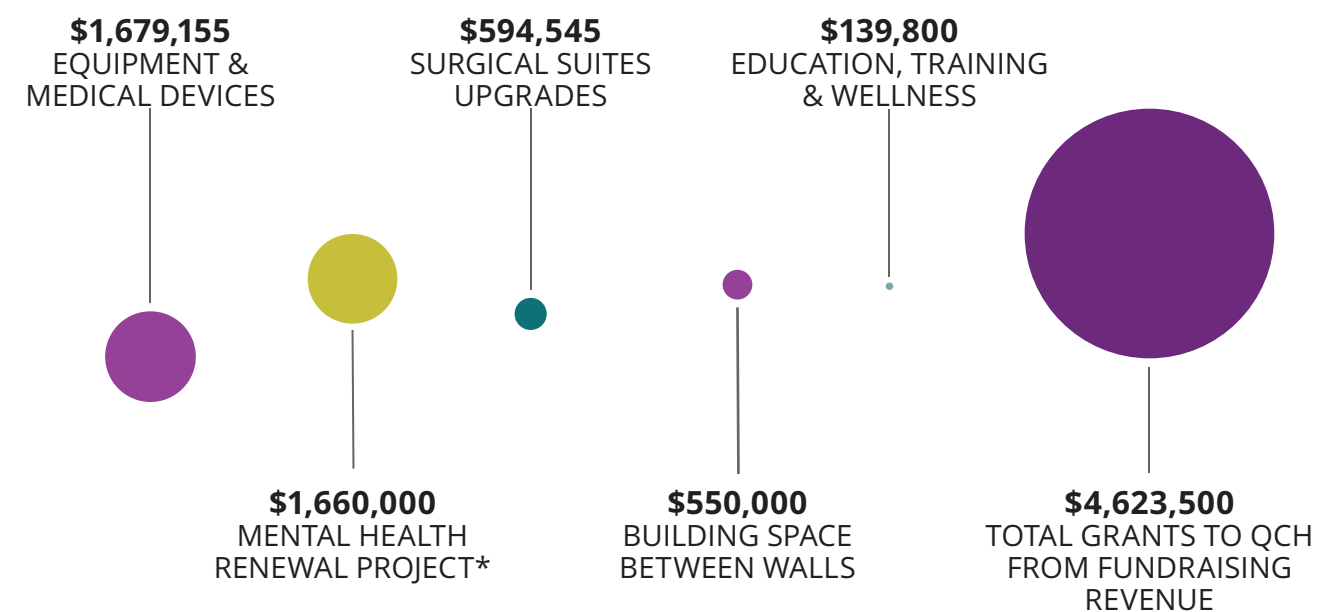 $1,679,155
EQUIPMENT &
MEDICAL DEVICES
$594,545
SURGICAL SUITES
UPGRADES
$139,800
EDUCATION, TRAINING
& WELLNESS
$1,660,000
MENTAL HEALTH
RENEWAL PROJECT*
$550,000
BUILDING SPACE
BETWEEN WALLS
$4,623,500
TOTAL GRANTS TO QCH
FROM FUNDRAISING
REVENUE